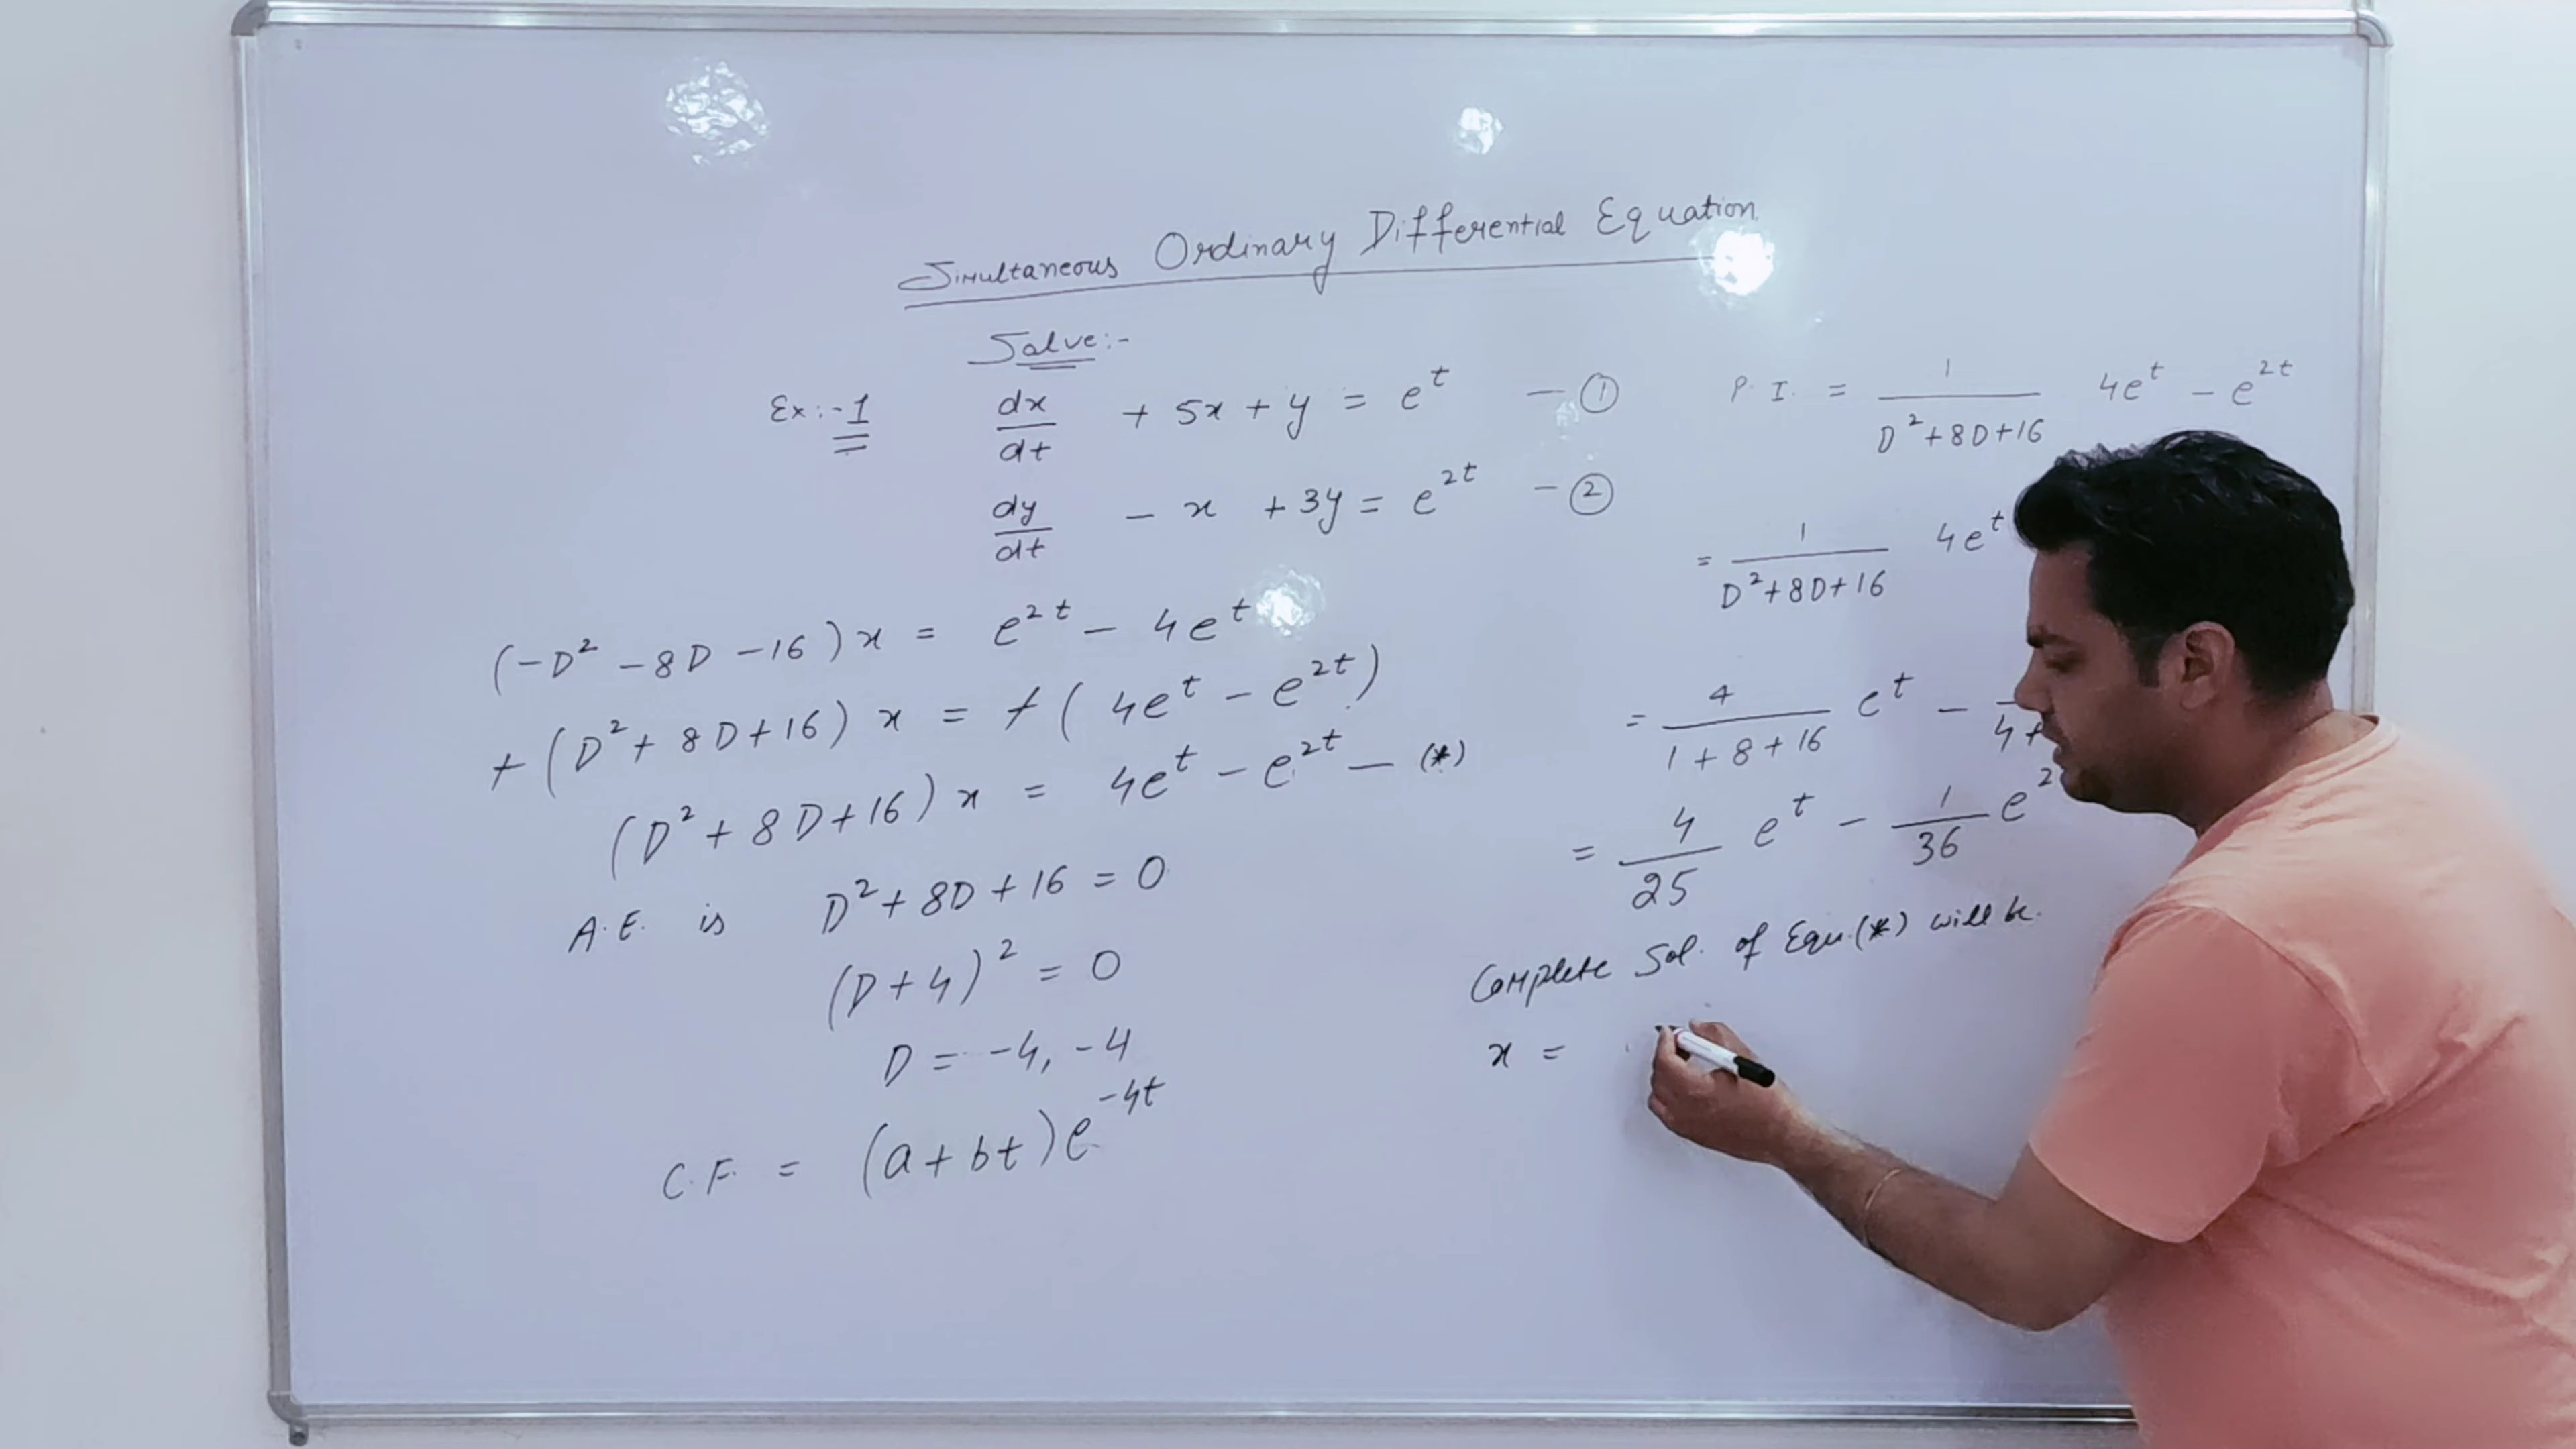 Simultaneous Ordinary Differential Equation
Solve:-
Ex:-1 dx/dt + 5x + y = e^t - ①
dy/dt - x + 3y = e^2t - ②
(-D² - 8D - 16) x = e^2t - 4e^t
+ (D² + 8D + 16) x = + ( 4e^t - e^2t)
(D² + 8D + 16) x = 4e^t - e^2t - (*)
A.E. is D² + 8D + 16 = 0
(D + 4)² = 0
D = -4, -4
C.F. = (a + bt) e^-4t
P.I. = 1/(D² + 8D + 16) 4e^t - e^2t
= 1/(D² + 8D + 16) 4e^t
= 4/(1 + 8 + 16) e^t - 4+
= 4/25 e^t - 1/36 e^2
Complete Sol. of Equ.(*) will be.
x =